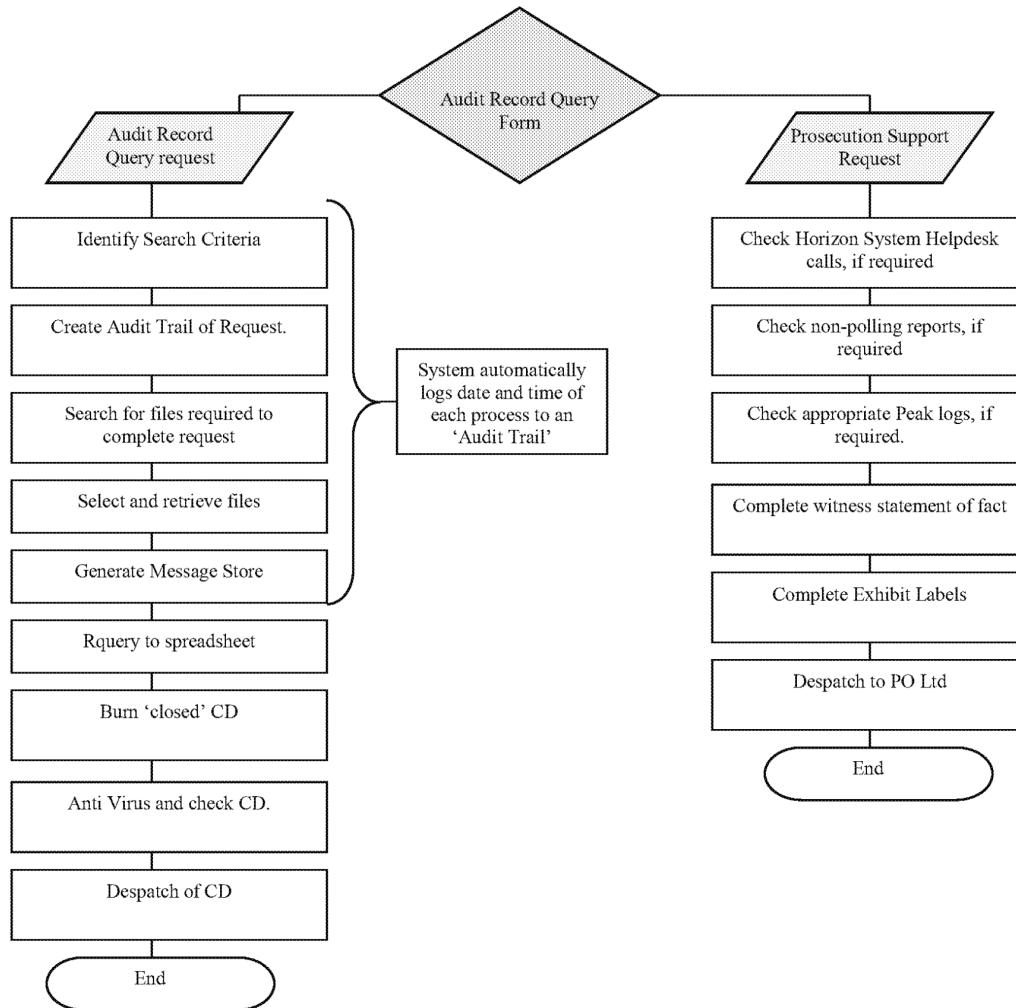 Audit Record Query
Form
Audit Record
Query request
Identify Search Criteria
Create Audit Trail of Request.
Search for files required to
complete request
Select and retrieve files
Generate Message Store
System automatically
logs date and time of
each process to an
‘Audit Trail’
Rquery to spreadsheet
Burn ‘closed’ CD
Anti Virus and check CD.
Despatch of CD
End
Prosecution Support
Request
Check Horizon System Helpdesk
calls, if required
Check non-polling reports, if
required
Check appropriate Peak logs, if
required.
Complete witness statement of fact
Complete Exhibit Labels
Despatch to PO Ltd
End